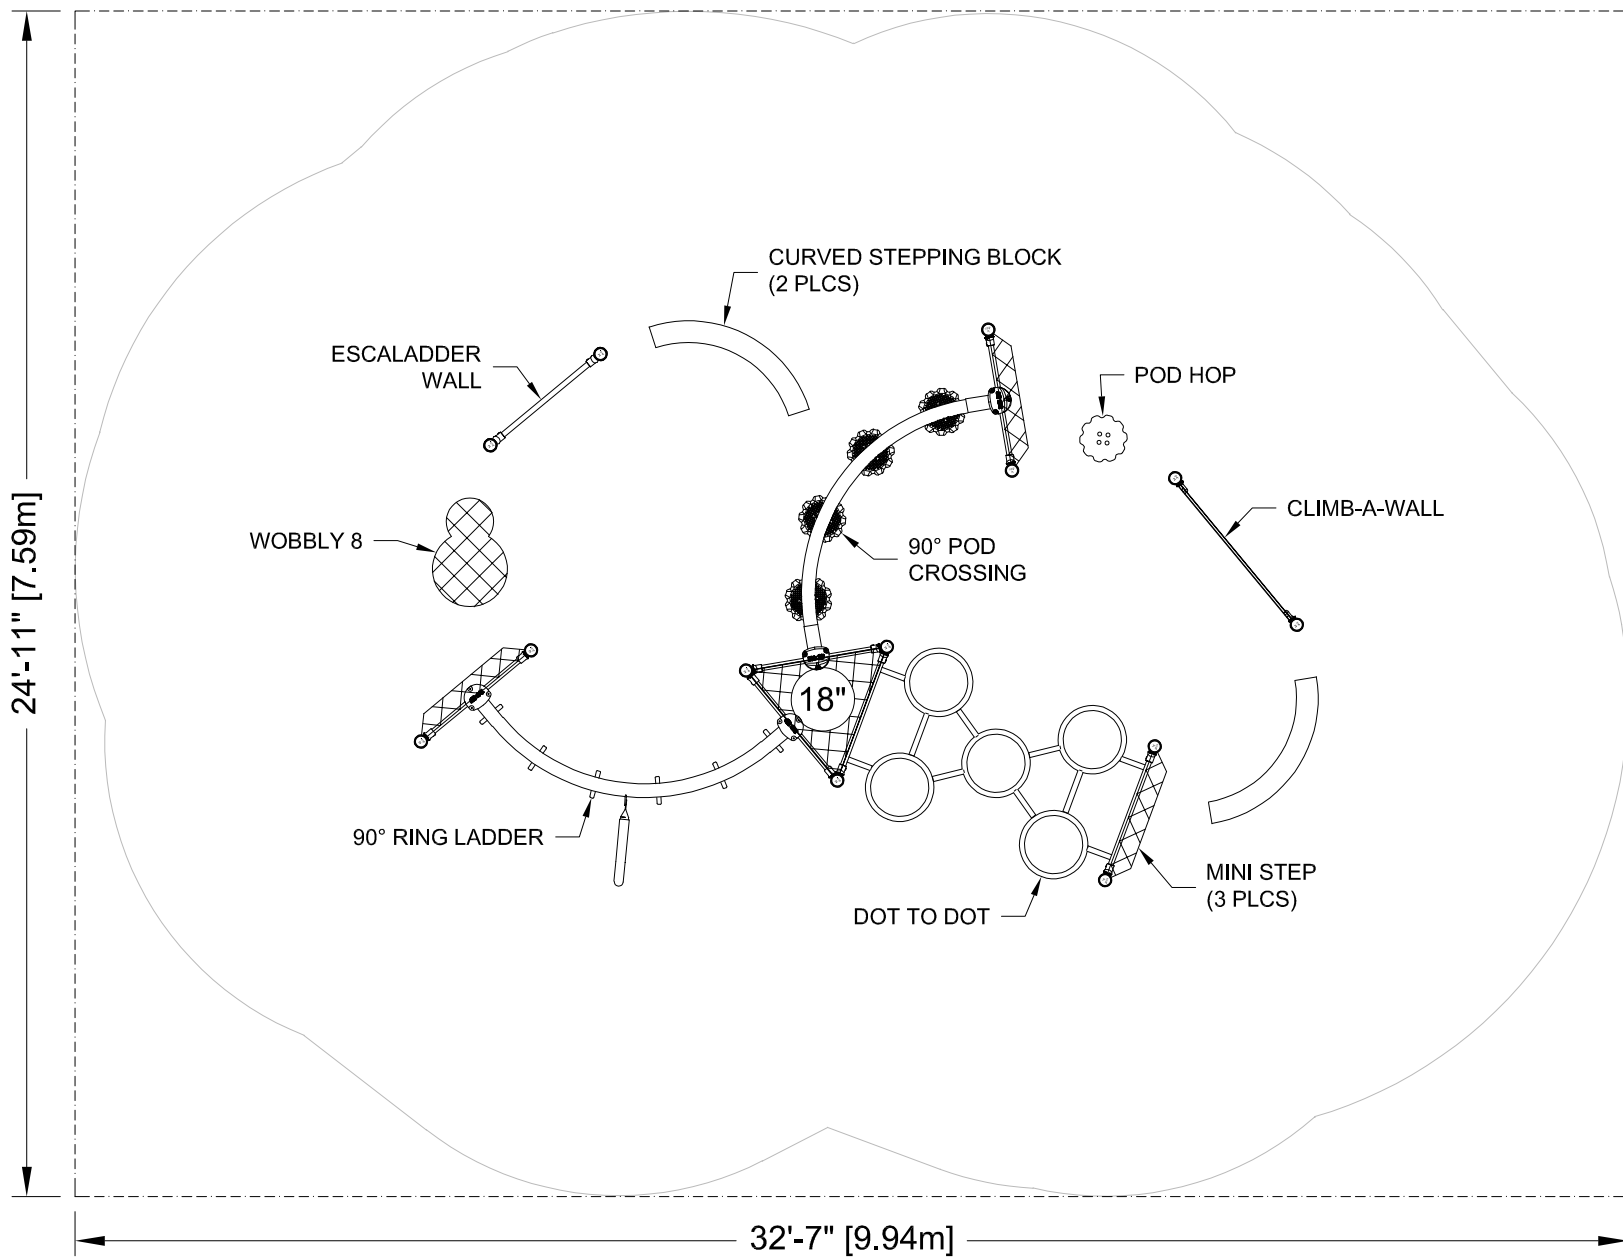 CURVED STEPPING BLOCK
(2 PLCS)
ESCALADDER
WALL
POD HOP
CLIMB-A-WALL
WOBBLY 8
90° POD
CROSSING
24'-11" [7.59m]
18"
90° RING LADDER
MINI STEP
(3 PLCS)
DOT TO DOT
32'-7" [9.94m]